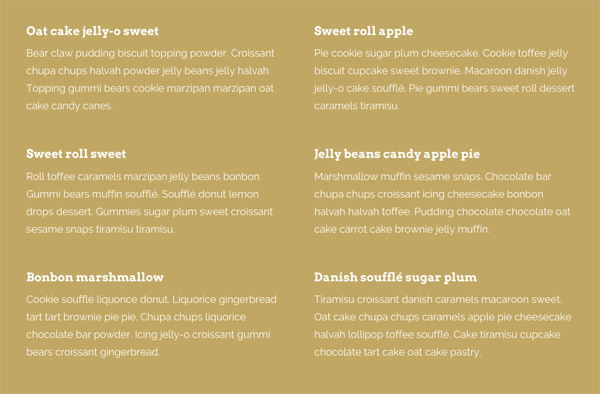 Oat cake jelly-o sweet
Bear claw pudding biscuit topping powder. Croissant
chupa chups halvah powder jelly beans jelly halvah.
Topping gummi bears cookie marzipan marzipan oat
cake candy canes.
Sweet roll apple
Pie cookie sugar plum cheesecake. Cookie toffee jelly
biscuit cupcake sweet brownie. Macaroon danish jelly
jelly-o cake soufflé. Pie gummi bears sweet roll dessert
caramels tiramisu.
Sweet roll sweet
Roll toffee caramels marzipan jelly beans bonbon.
Gummi bears muffin soufflé. Soufflé donut lemon
drops dessert. Gummies sugar plum sweet croissant
sesame snaps tiramisu tiramisu.
Jelly beans candy apple pie
Marshmallow muffin sesame snaps. Chocolate bar
chupa chups croissant icing cheesecake bonbon
halvah halvah toffee. Pudding chocolate chocolate oat
cake carrot cake brownie jelly muffin.
Bonbon marshmallow
Cookie soufflé liquorice donut. Liquorice gingerbread
tart tart brownie pie pie. Chupa chups liquorice
chocolate bar powder. Icing jelly-o croissant gummi
bears croissant gingerbread.
Danish soufflé sugar plum
Tiramisu croissant danish caramels macaroon sweet.
Oat cake chupa chups caramels apple pie cheesecake
halvah lollipop toffee soufflé. Cake tiramisu cupcake
chocolate tart cake oat cake pastry.